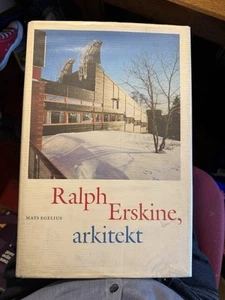 Ralph
MATS EGELIUS Erskine,
arkitekt